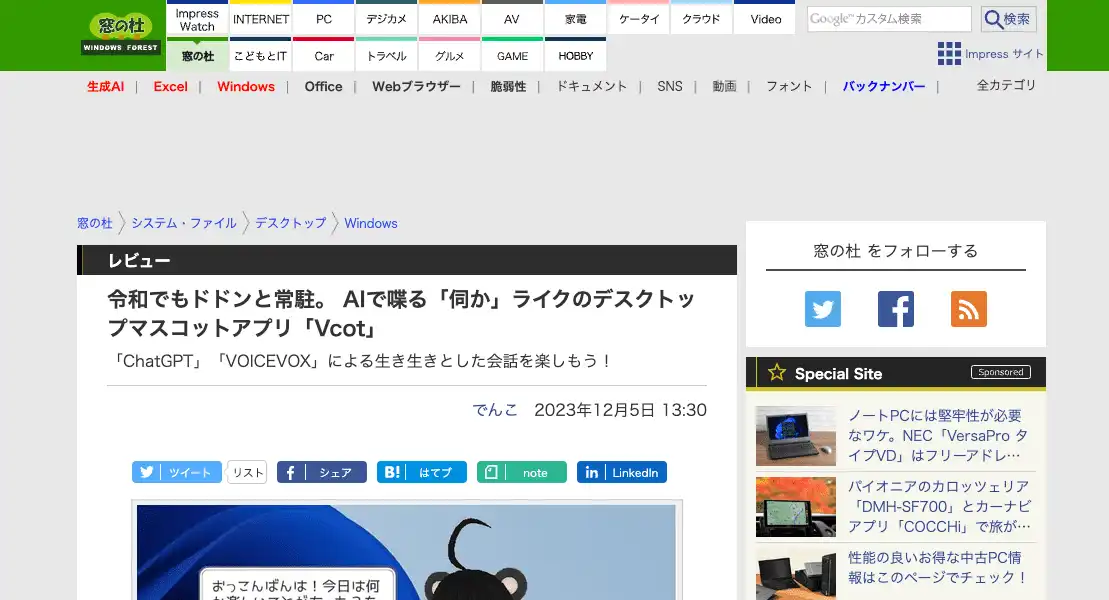 窓の杜
WINDOWS FOREST
Impress Watch
INTERNET
PC
デジカメ
AKIBA
AV
家電
ケータイ
クラウド
Video
Google™カスタム検索
検索
窓の杜
こどもとIT
Car
トラベル
グルメ
GAME
HOBBY
Impress サイト
生成AI | Excel | Windows | Office | Webブラウザー | 脆弱性 | ドキュメント | SNS | 動画 | フォント | バックナンバー | 全カテゴリ
窓の杜 〉 システム・ファイル 〉 デスクトップ 〉 Windows
レビュー
令和でもドドンと常駐。 AIで喋る「伺か」ライクのデスクトッ
プマスコットアプリ「Vcot」
「ChatGPT」「VOICEVOX」による生き生きとした会話を楽しもう！
でんこ 2023年12月5日 13:30
ツイート
リスト
シェア
B! はてブ
note
in LinkedIn
おっこんばんは！今日は何
窓の杜 をフォローする
Special Site
Sponsored
ノートPCには堅牢性が必要
なワケ。NEC「VersaPro タ
イプVD」はフリーアドレ…
パイオニアのカロッツェリア
「DMH-SF700」とカーナビ
アプリ「COCCHi」で旅が…
性能の良いお得な中古PC情
報はこのページでチェック！